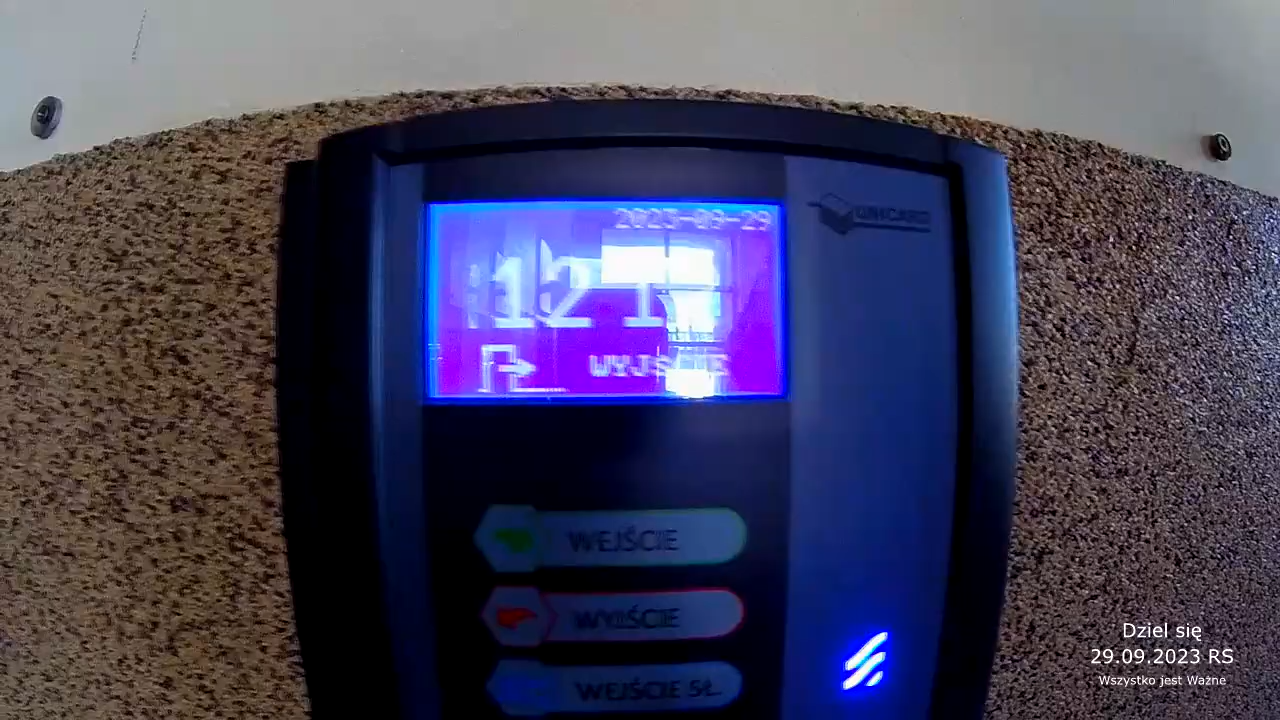 2023-09-29
UNICARD
12
WYJŚCIE
WEJŚCIE
WYJŚCIE
WEJŚCIE SŁ.
Dziel się
29.09.2023 RS
Wszystko jest Ważne